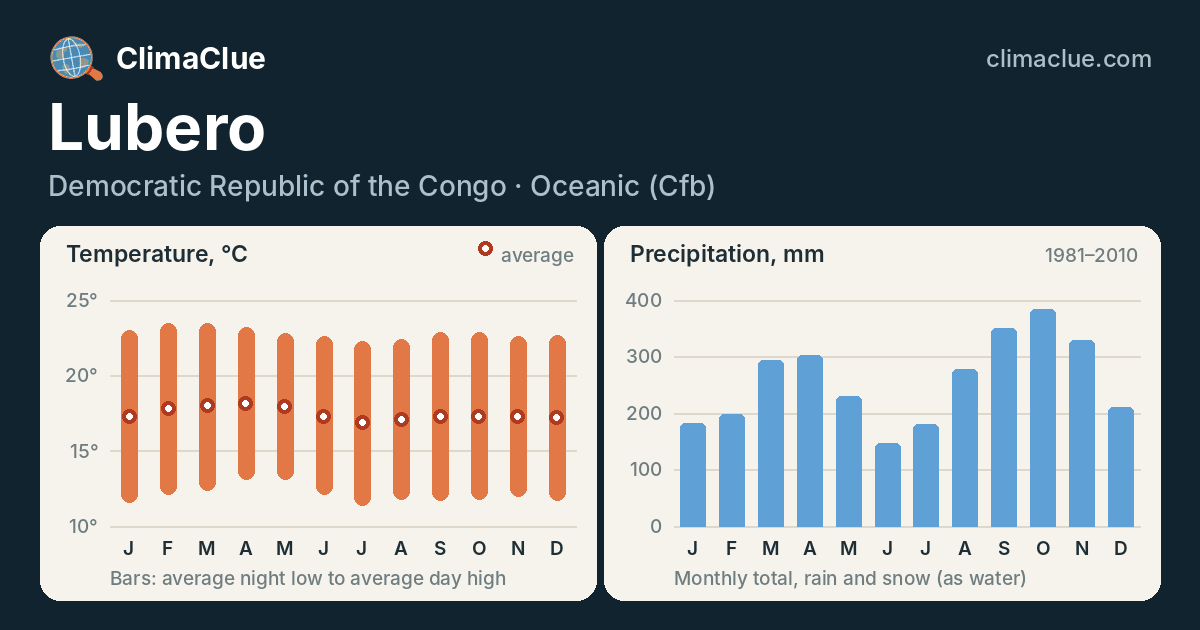 ClimaClue
climaclue.com
Lubero
Democratic Republic of the Congo · Oceanic (Cfb)
Temperature, °C
average
25°
20°
15°
10°
J F M A M J J A S O N D
Bars: average night low to average day high
Precipitation, mm
1981–2010
400
300
200
100
0
J F M A M J J A S O N D
Monthly total, rain and snow (as water)